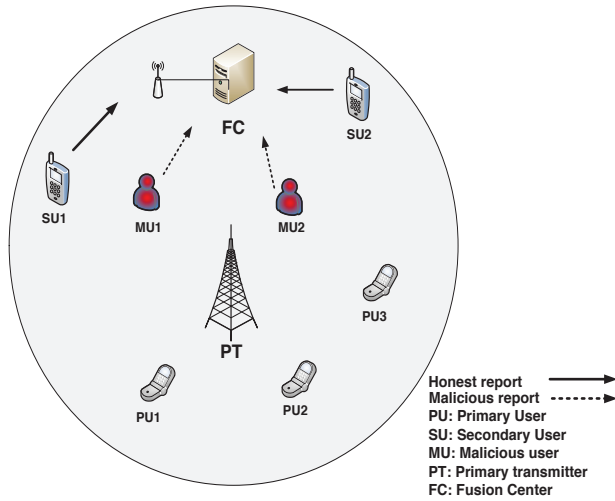 FC
SU2
SU1
MU1
MU2
PU3
PT
PU1
PU2
Honest report
Malicious report
PU: Primary User
SU: Secondary User
MU: Malicious user
PT: Primary transmitter
FC: Fusion Center